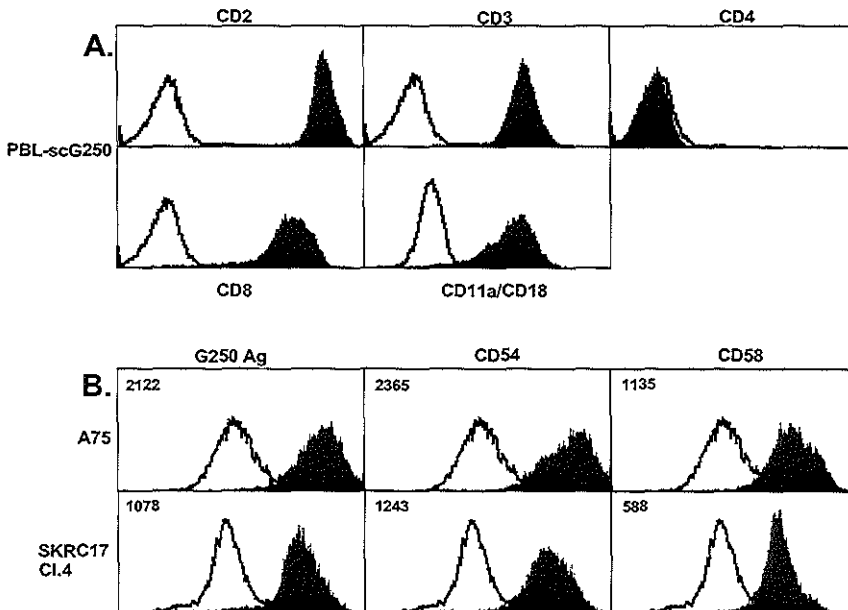 A.
CD2
CD3
CD4
PBL-scG250
CD8
CD11a/CD18
B.
G250 Ag
CD54
CD58
A75
2122
2365
1135
SKRC17
Cl.4
1078
1243
588